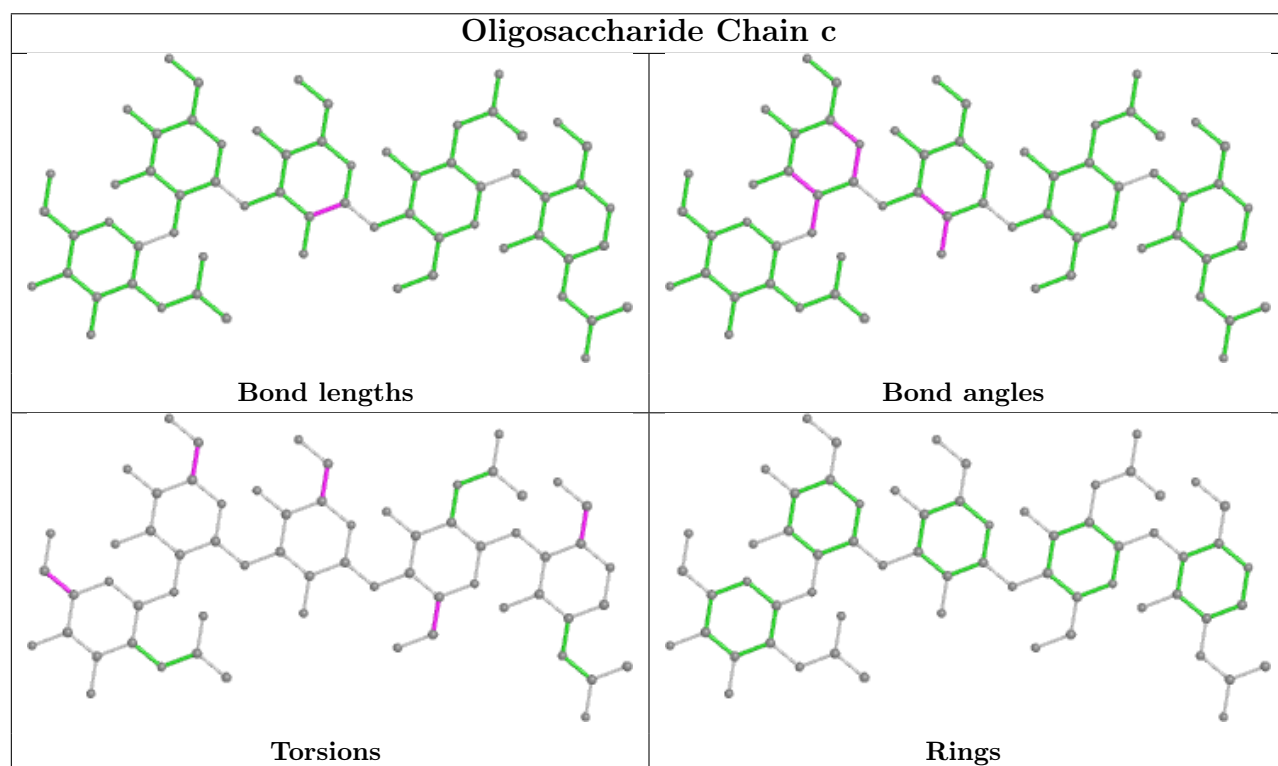 Oligosaccharide Chain c
Bond lengths
Bond angles
Torsions
Rings